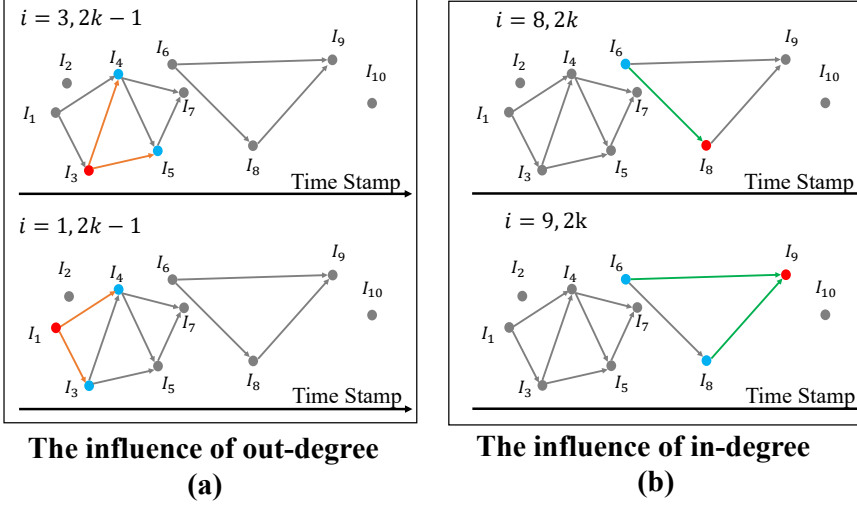 i = 3, 2k − 1
I₂
I₄
I₆
I₉
I₁₀
I₁
I₇
I₃
I₅
I₈
Time Stamp
i = 1, 2k − 1
I₂
I₄
I₆
I₉
I₁₀
I₁
I₇
I₃
I₅
I₈
Time Stamp
The influence of out-degree
(a)
i = 8, 2k
I₂
I₄
I₆
I₉
I₁₀
I₁
I₇
I₃
I₅
I₈
Time Stamp
i = 9, 2k
I₂
I₄
I₆
I₉
I₁₀
I₁
I₇
I₃
I₅
I₈
Time Stamp
The influence of in-degree
(b)